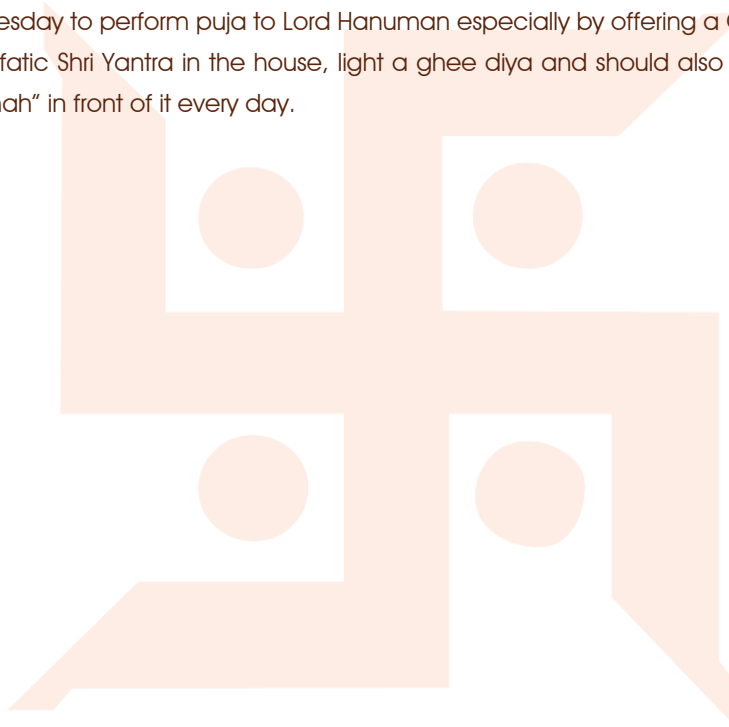 esday to perform puja to Lord Hanuman especially by offering a
fatic Shri Yantra in the house, light a ghee diya and should also
ah” in front of it every day.